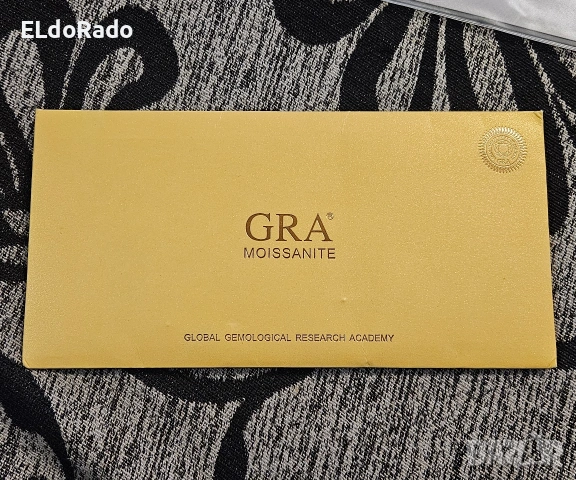 ELdoRado
GRA®
MOISSANITE
GLOBAL GEMOLOGICAL RESEARCH ACADEMY